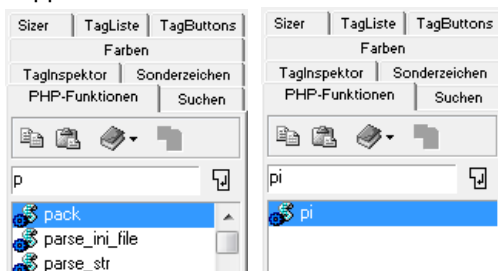 Sizer TagListe TagButtons
Farben
TagInspektor Sonderzeichen
PHP-Funktionen Suchen
p
pack
parse_ini_file
parse_str
Sizer TagListe TagButtons
Farben
TagInspektor Sonderzeichen
PHP-Funktionen Suchen
pi
pi